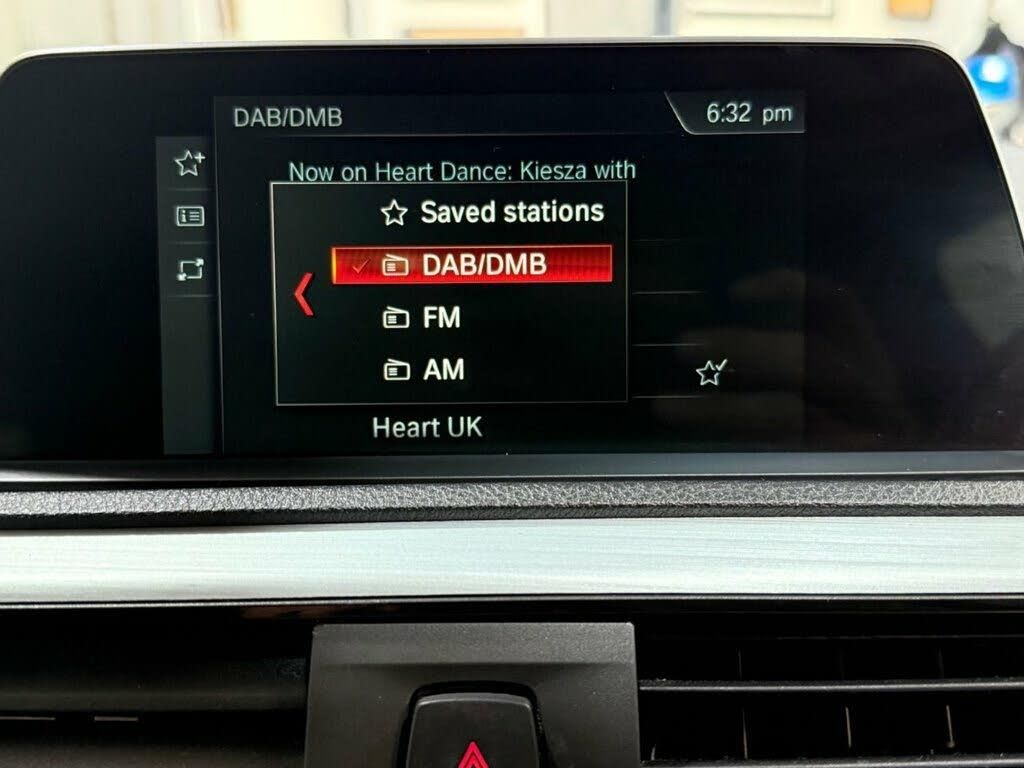 DAB/DMB
6:32 pm
Now on Heart Dance: Kiesza with
Saved stations
DAB/DMB
FM
AM
Heart UK